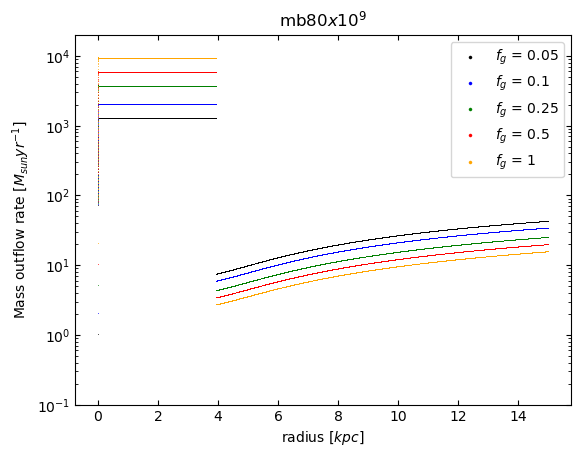 mb80x10^9
Mass outflow rate [M_{sun}yr^{-1}]
10^4
10^3
10^2
10^1
10^0
10^{-1}
f_g = 0.05
f_g = 0.1
f_g = 0.25
f_g = 0.5
f_g = 1
0 2 4 6 8 10 12 14
radius [kpc]